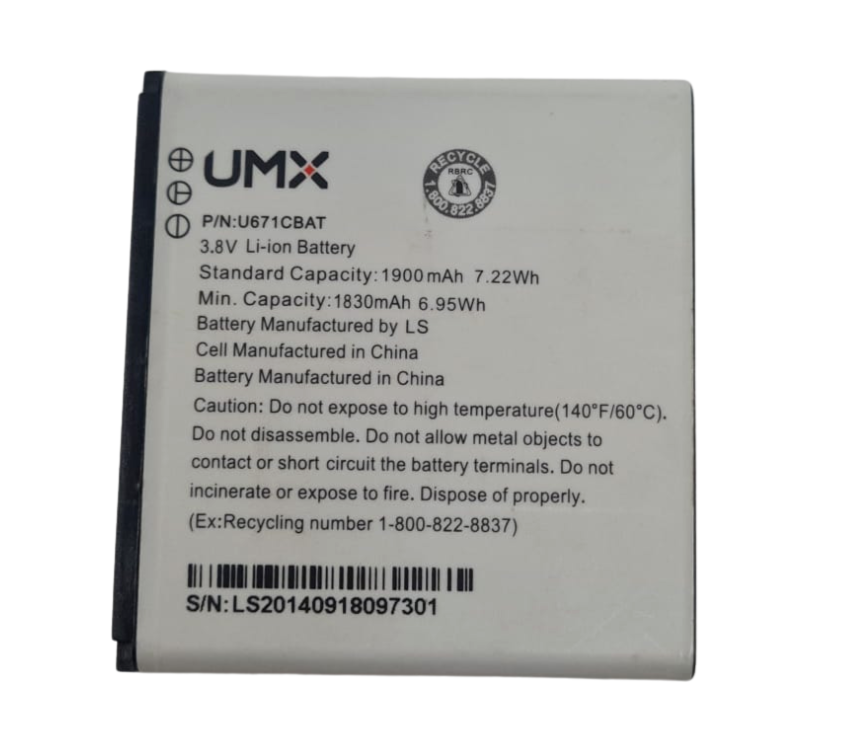 UMX
RECYCLE
RBRC
1.800.822.8837
P/N:U671CBAT
3.8V Li-ion Battery
Standard Capacity:1900mAh 7.22Wh
Min. Capacity:1830mAh 6.95Wh
Battery Manufactured by LS
Cell Manufactured in China
Battery Manufactured in China
Caution: Do not expose to high temperature(140°F/60°C).
Do not disassemble. Do not allow metal objects to
contact or short circuit the battery terminals. Do not
incinerate or expose to fire. Dispose of properly.
(Ex:Recycling number 1-800-822-8837)
S/N:LS20140918097301